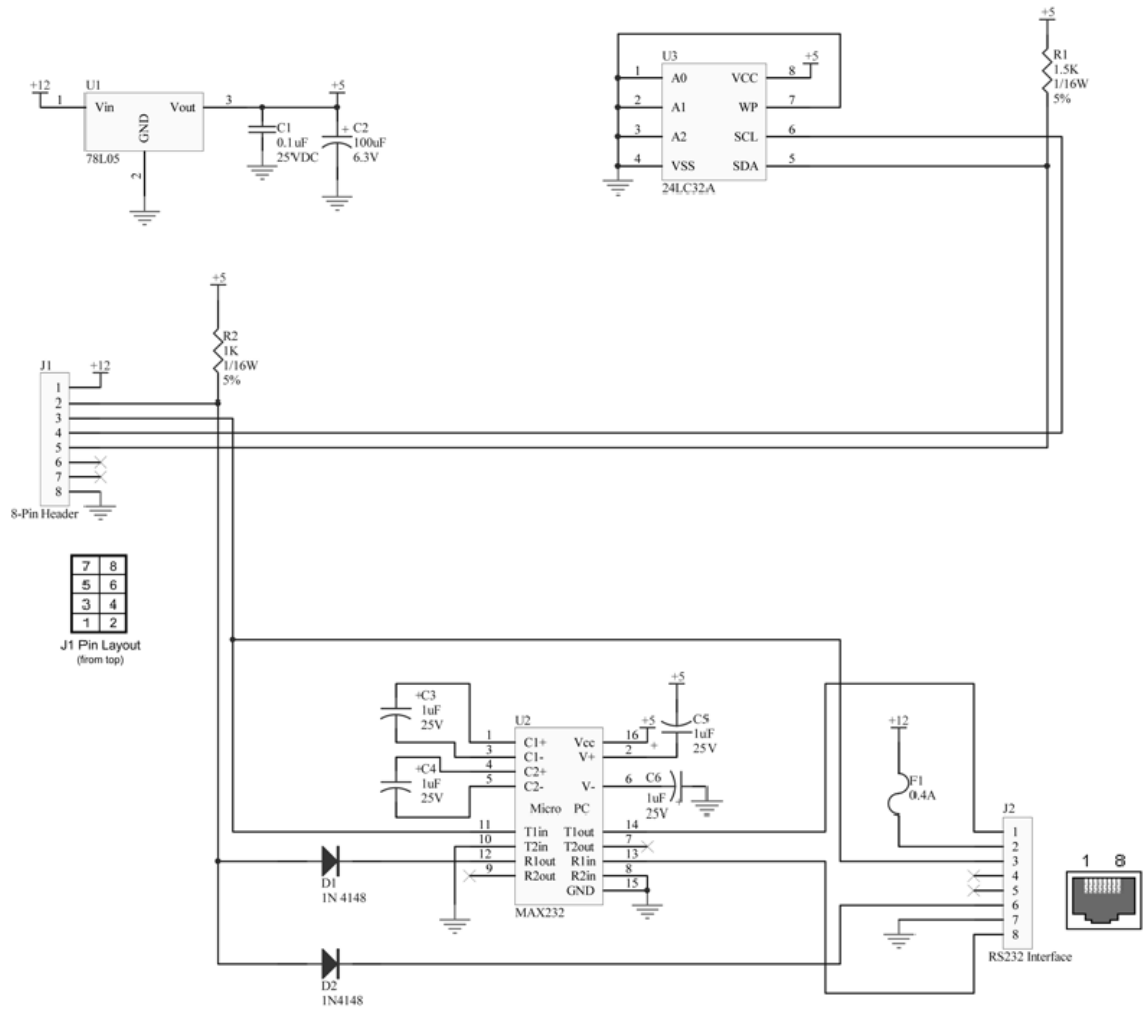 +5
R1
1.5K
1/16W
5%
U3
+5
1 A0 VCC 8
2 A1 WP 7
3 A2 SCL 6
4 VSS SDA 5
24LC32A
+12
U1
+5
1 Vin Vout 3
GND
2
78L05
C1
0.1uF
25VDC
+ C2
100uF
6.3V
+5
R2
1K
1/16W
5%
J1
+12
1
2
3
4
5
6
7
8
8-Pin Header
7 8
5 6
3 4
1 2
J1 Pin Layout
(from top)
+C3
1uF
25V
+C4
1uF
25V
U2
+5
+5
C5
1uF
25V
+
1 C1+ Vcc 16
3 C1- V+ 2
4 C2+
5 C2- V- 6
C6
1uF
25V
+
Micro PC
11 T1in T1out 14
10 T2in T2out 7
12 R1out R1in 13
9 R2out R2in 8
GND 15
MAX232
D1
1N 4148
D2
1N4148
+12
F1
0.4A
J2
1
2
3
4
5
6
7
8
RS232 Interface
1 8